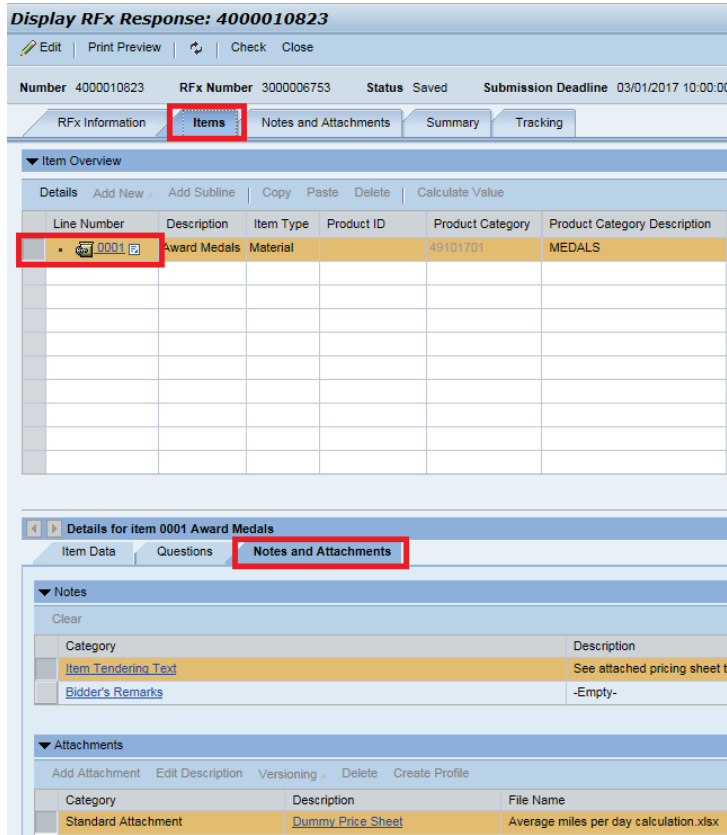 Display RFx Response: 4000010823
Edit | Print Preview | | Check Close
Number 4000010823 RFx Number 3000006753 Status Saved Submission Deadline 03/01/2017 10:00:00
RFx Information Items Notes and Attachments Summary Tracking
Item Overview
Details Add New Add Subline | Copy Paste Delete | Calculate Value
Line Number Description Item Type Product ID Product Category Product Category Description
0001 Award Medals Material 49101701 MEDALS
Details for item 0001 Award Medals
Item Data Questions Notes and Attachments
Notes
Clear
Category Description
Item Tendering Text See attached pricing sheet t
Bidder's Remarks -Empty-
Attachments
Add Attachment Edit Description Versioning Delete Create Profile
Category Description File Name
Standard Attachment Dummy Price Sheet Average miles per day calculation.xlsx